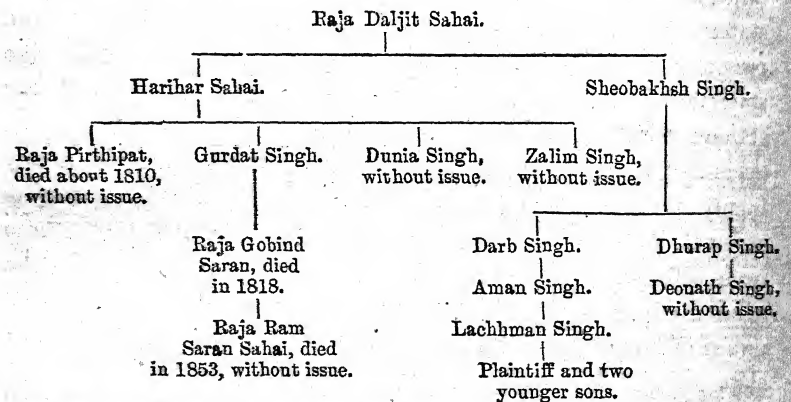 Raja Daljit Sahai.
Harihar Sahai.
Sheobakhsh Singh.
Raja Pirthipat,
died about 1810,
without issue.
Gurdat Singh.
Dunia Singh,
without issue.
Zalim Singh,
without issue.
Raja Gobind
Saran, died
in 1818.
Raja Ram
Saran Sahai, died
in 1853, without issue.
Darb Singh.
Aman Singh.
Lachhman Singh.
Plaintiff and two
younger sons.
Dhurap Singh.
Deonath Singh,
without issue.